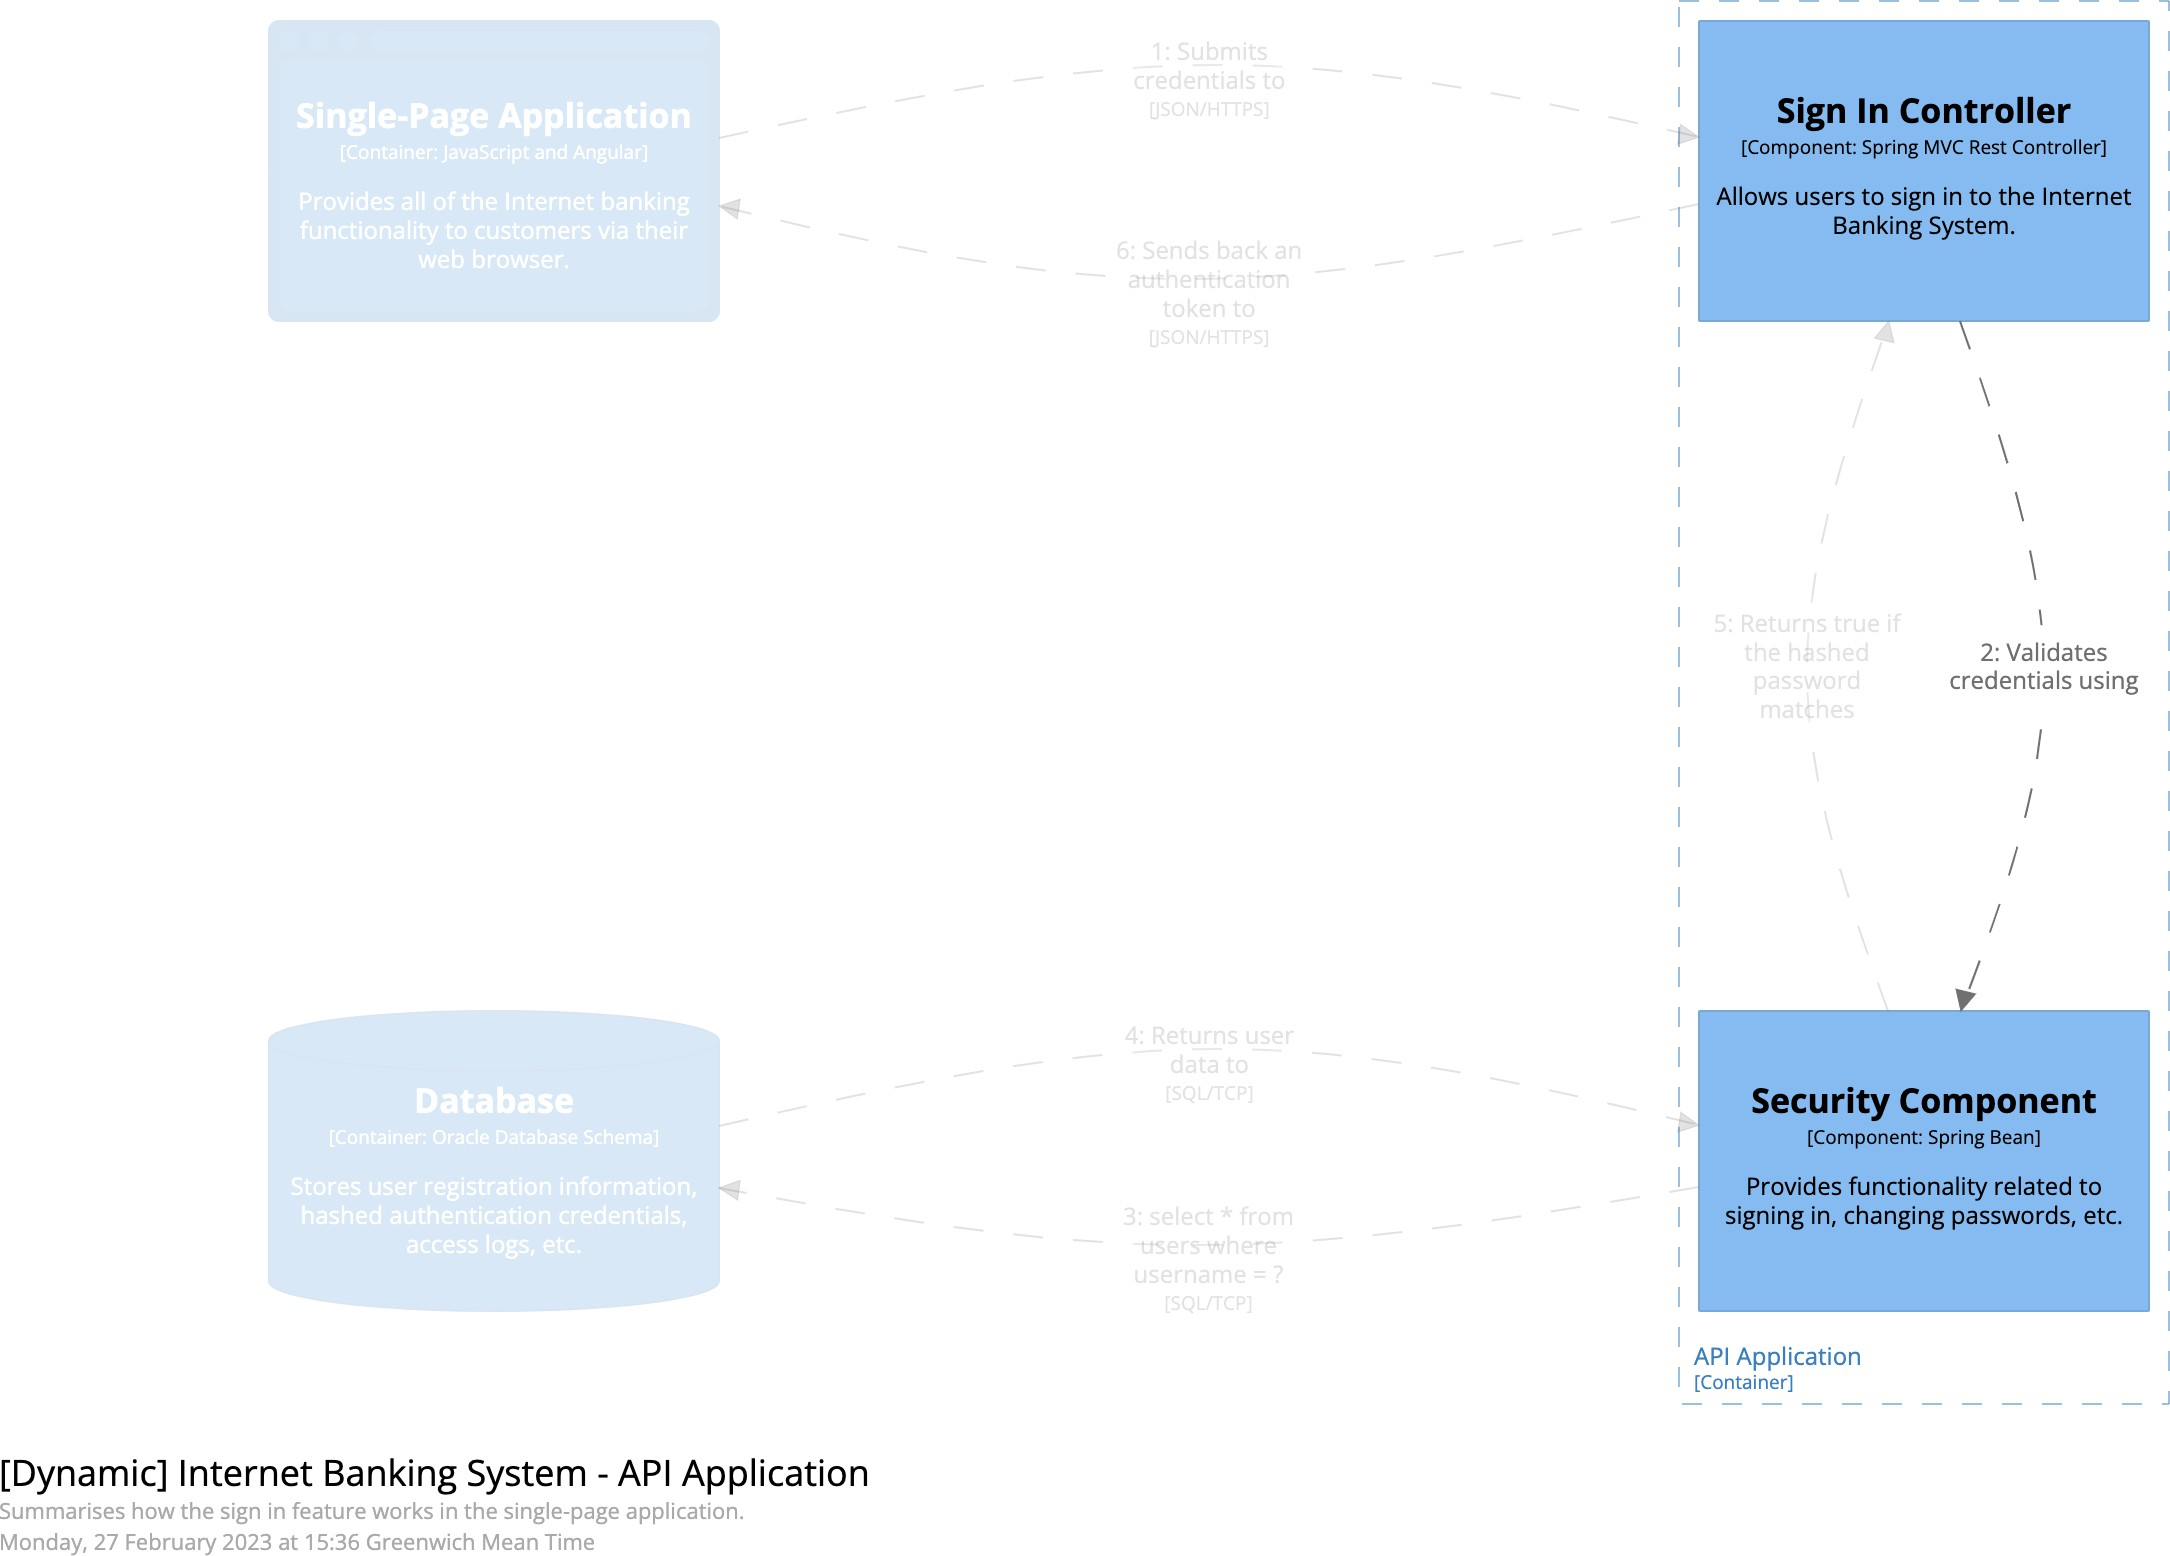 Single-Page Application
[Container: JavaScript and Angular]
Provides all of the Internet banking
functionality to customers via their
web browser.
1: Submits
credentials to
[JSON/HTTPS]
6: Sends back an
authentication
token to
[JSON/HTTPS]
Sign In Controller
[Component: Spring MVC Rest Controller]
Allows users to sign in to the Internet
Banking System.
5: Returns true if
the hashed
password
matches
2: Validates
credentials using
Database
[Container: Oracle Database Schema]
Stores user registration information,
hashed authentication credentials,
access logs, etc.
4: Returns user
data to
[SQL/TCP]
3: select * from
users where
username = ?
[SQL/TCP]
Security Component
[Component: Spring Bean]
Provides functionality related to
signing in, changing passwords, etc.
API Application
[Container]
[Dynamic] Internet Banking System - API Application
Summarises how the sign in feature works in the single-page application.
Monday, 27 February 2023 at 15:36 Greenwich Mean Time